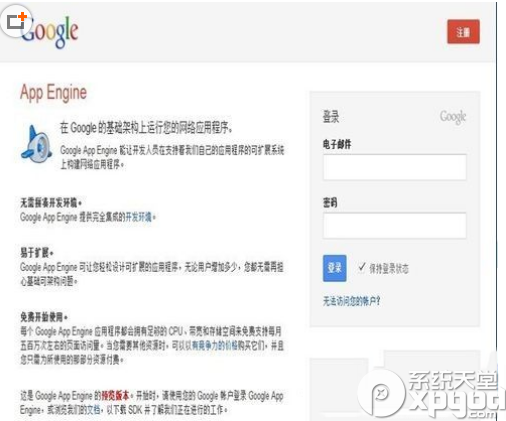 Google
注册
App Engine
在 Google 的基础架构上运行您的网络应用程序。
Google App Engine 能让开发人员在支持着我们自己的应用程序的可扩展系统
上构建网络应用程序。
无需组装开发环境。
Google App Engine 提供完全集成的开发环境。
易于扩展。
Google App Engine 可让您轻松设计可扩展的应用程序,无论用户增加多少,您都无需再担
心基础可架构问题。
免费开始使用。
每个 Google App Engine 应用程序都会拥有足够的 CPU、带宽和存储空间来免费支持每月
五百万次左右的页面访问量。当您需要其他资源时,可以以有竞争力的价格购买它们,并且
您只需为新使用的那部分资源付费。
这是 Google App Engine 的预览版本。开始时,请使用您的 Google 帐户登录 Google App
Engine,或浏览我们的文档,以下载 SDK 并了解我们正在进行的工作。
登录 Google
电子邮件
密码
登录 保持登录状态
无法访问您的帐户?
系统天堂
xpgod
.com